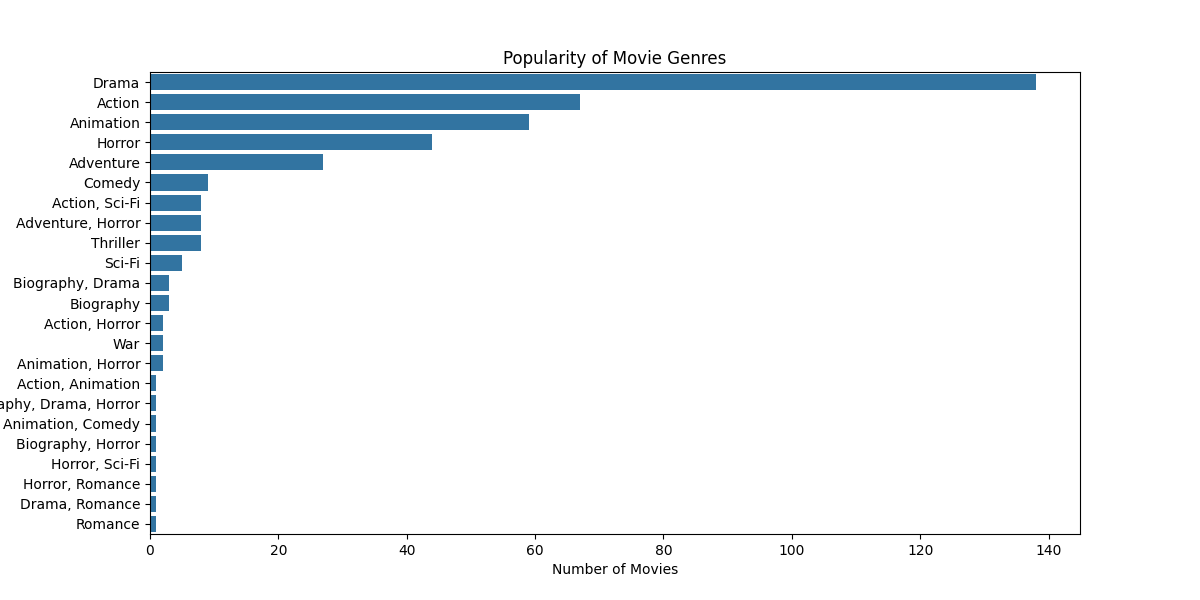 Popularity of Movie Genres
Drama
Action
Animation
Horror
Adventure
Comedy
Action, Sci-Fi
Adventure, Horror
Thriller
Sci-Fi
Biography, Drama
Biography
Action, Horror
War
Animation, Horror
Action, Animation
aphy, Drama, Horror
Animation, Comedy
Biography, Horror
Horror, Sci-Fi
Horror, Romance
Drama, Romance
Romance
0 20 40 60 80 100 120 140
Number of Movies